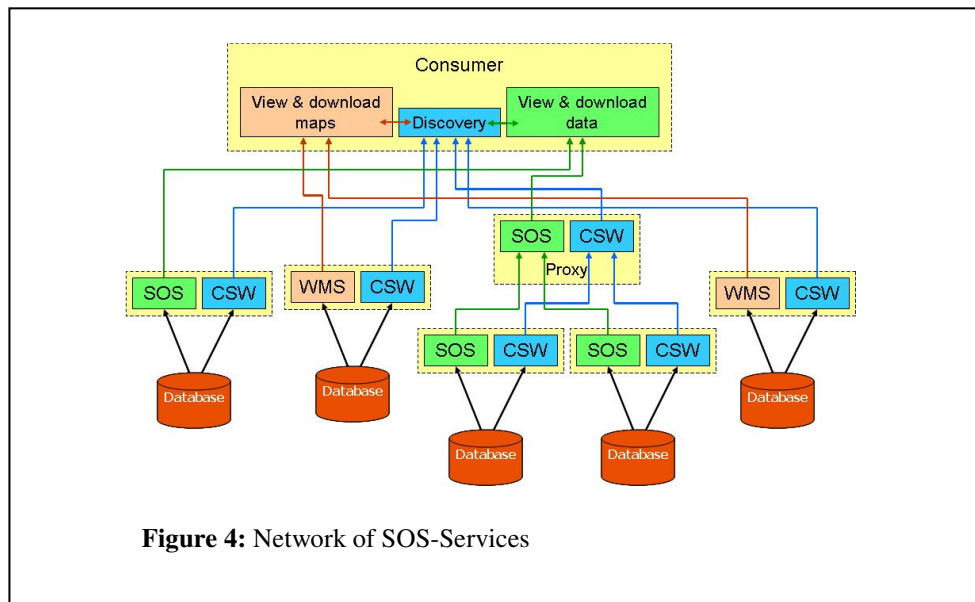 Consumer
View & download
maps
Discovery
View & download
data
SOS
CSW
Proxy
SOS
CSW
WMS
CSW
WMS
CSW
SOS
CSW
SOS
CSW
Database
Database
Database
Database
Database
Figure 4: Network of SOS-Services